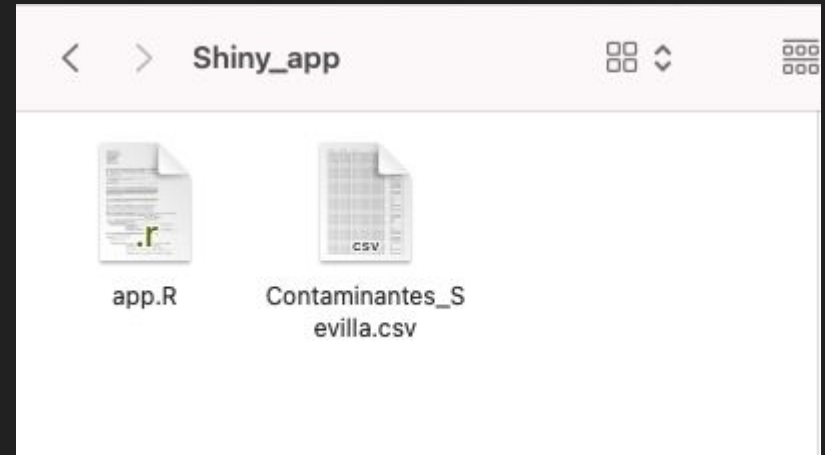 Shiny_app
.r
CSV
app.R
Contaminantes_S
evilla.csv